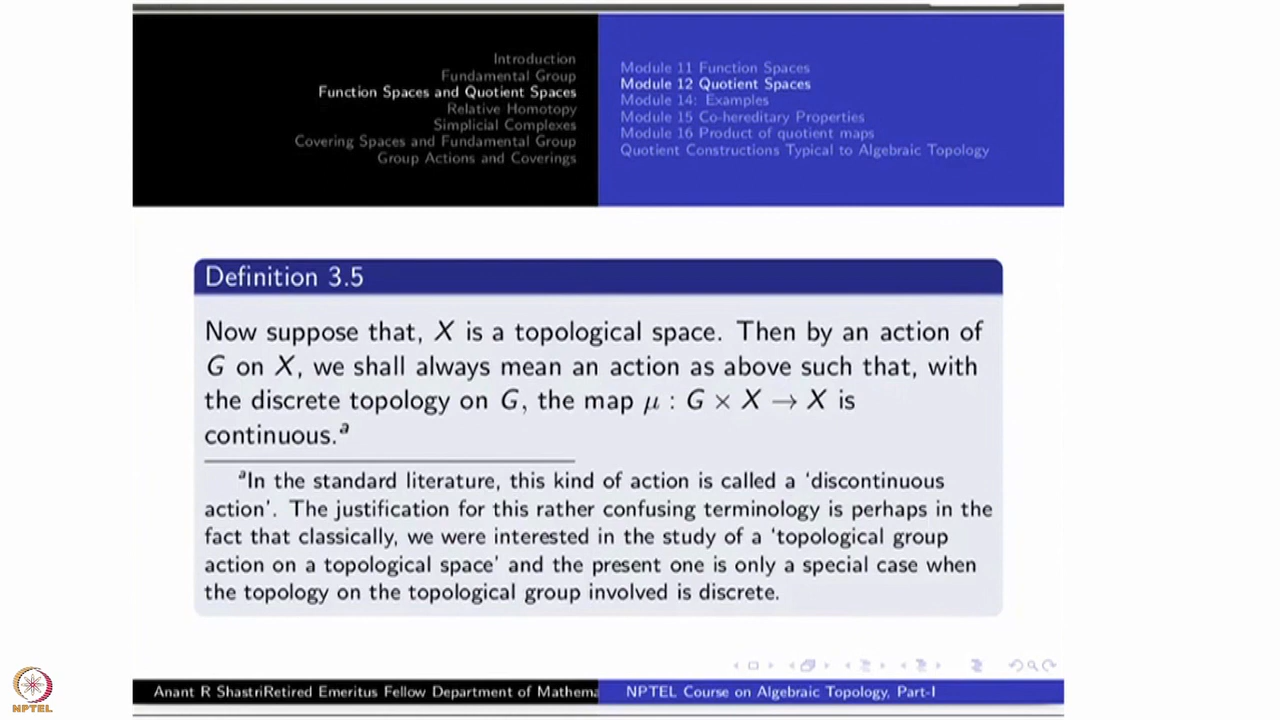 Introduction
Fundamental Group
Function Spaces and Quotient Spaces
Relative Homotopy
Simplicial Complexes
Covering Spaces and Fundamental Group
Group Actions and Coverings
Module 11 Function Spaces
Module 12 Quotient Spaces
Module 14: Examples
Module 15 Co-hereditary Properties
Module 16 Product of quotient maps
Quotient Constructions Typical to Algebraic Topology
Definition 3.5
Now suppose that, X is a topological space. Then by an action of
G on X, we shall always mean an action as above such that, with
the discrete topology on G, the map μ : G × X → X is
continuous.ᵃ
ᵃIn the standard literature, this kind of action is called a ‘discontinuous
action’. The justification for this rather confusing terminology is perhaps in the
fact that classically, we were interested in the study of a ‘topological group
action on a topological space’ and the present one is only a special case when
the topology on the topological group involved is discrete.
Anant R ShastriRetired Emeritus Fellow Department of Mathema
NPTEL Course on Algebraic Topology, Part-I
NPTEL